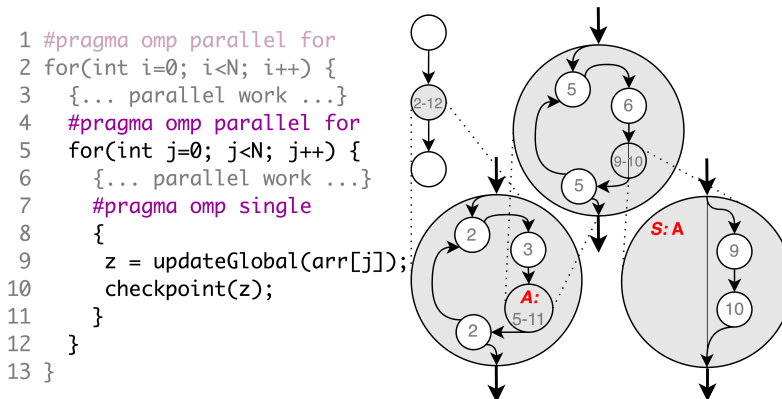 1 #pragma omp parallel for
2 for(int i=0; i<N; i++) {
3 {... parallel work ...}
4 #pragma omp parallel for
5 for(int j=0; j<N; j++) {
6 {... parallel work ...}
7 #pragma omp single
8 {
9 z = updateGlobal(arr[j]);
10 checkpoint(z);
11 }
12 }
13 }
2-12
5
6
9-10
5
2
3
A:
5-11
2
S: A
9
10